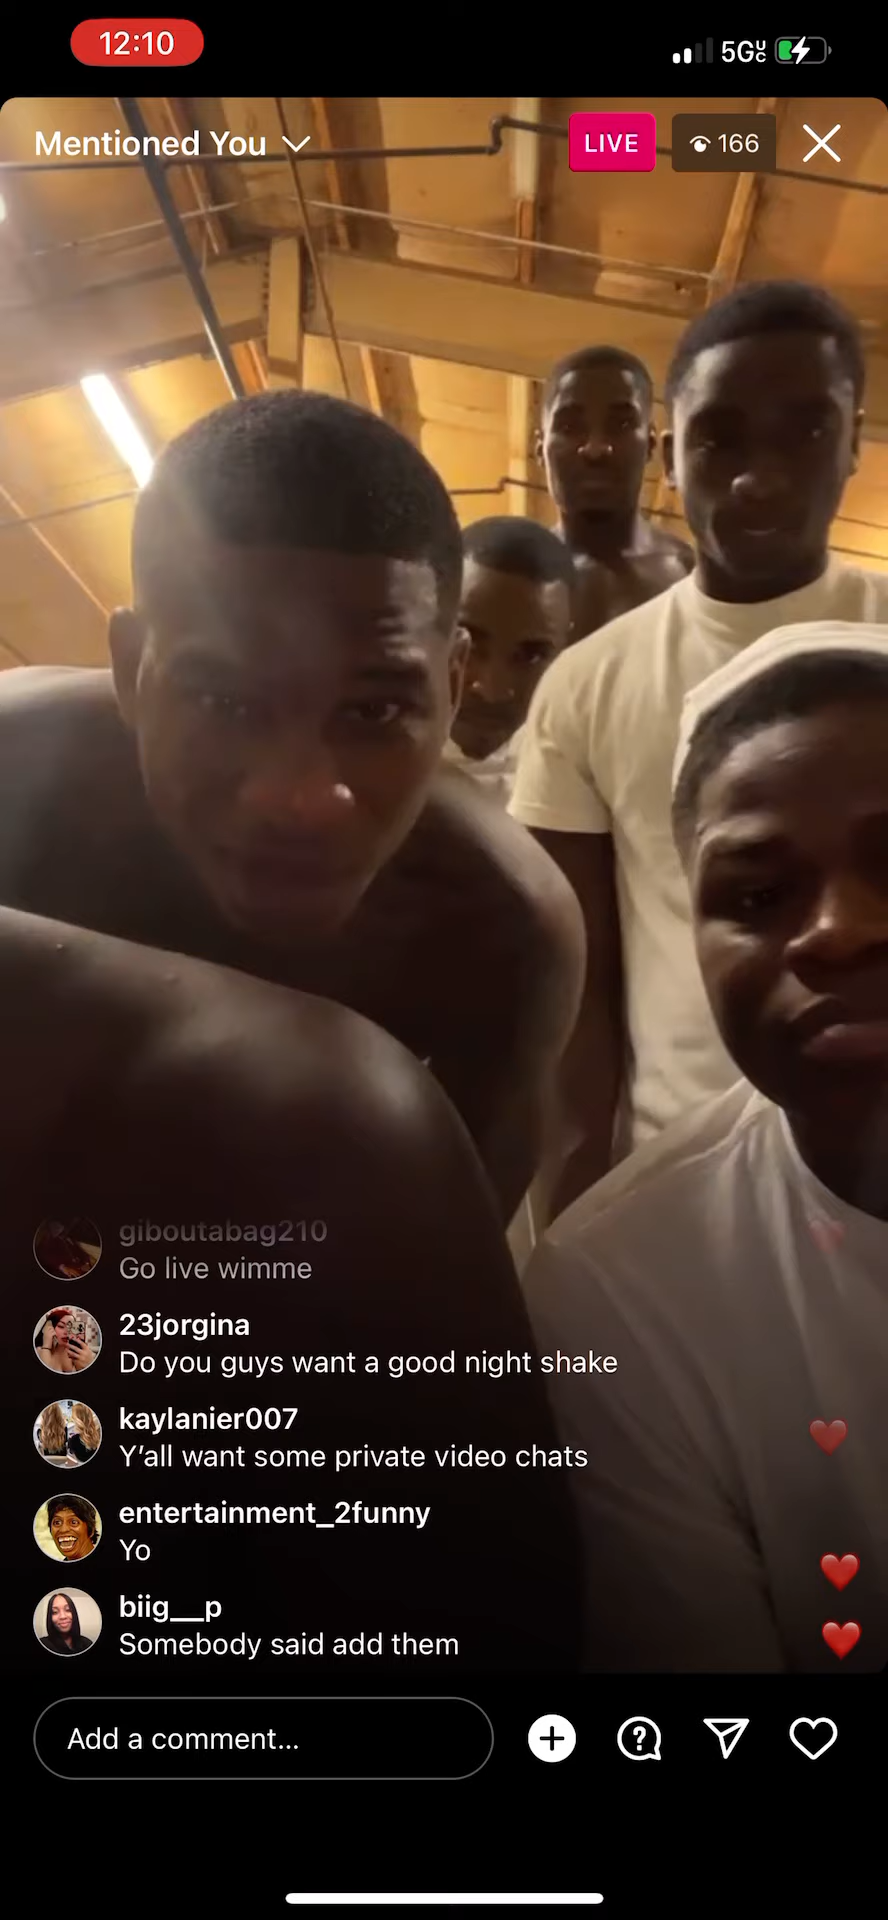 12:10
5GUC
Mentioned You
LIVE
166
giboutabag210
Go live wimme
23jorgina
Do you guys want a good night shake
kaylanier007
Y’all want some private video chats
entertainment_2funny
Yo
biig__p
Somebody said add them
Add a comment...